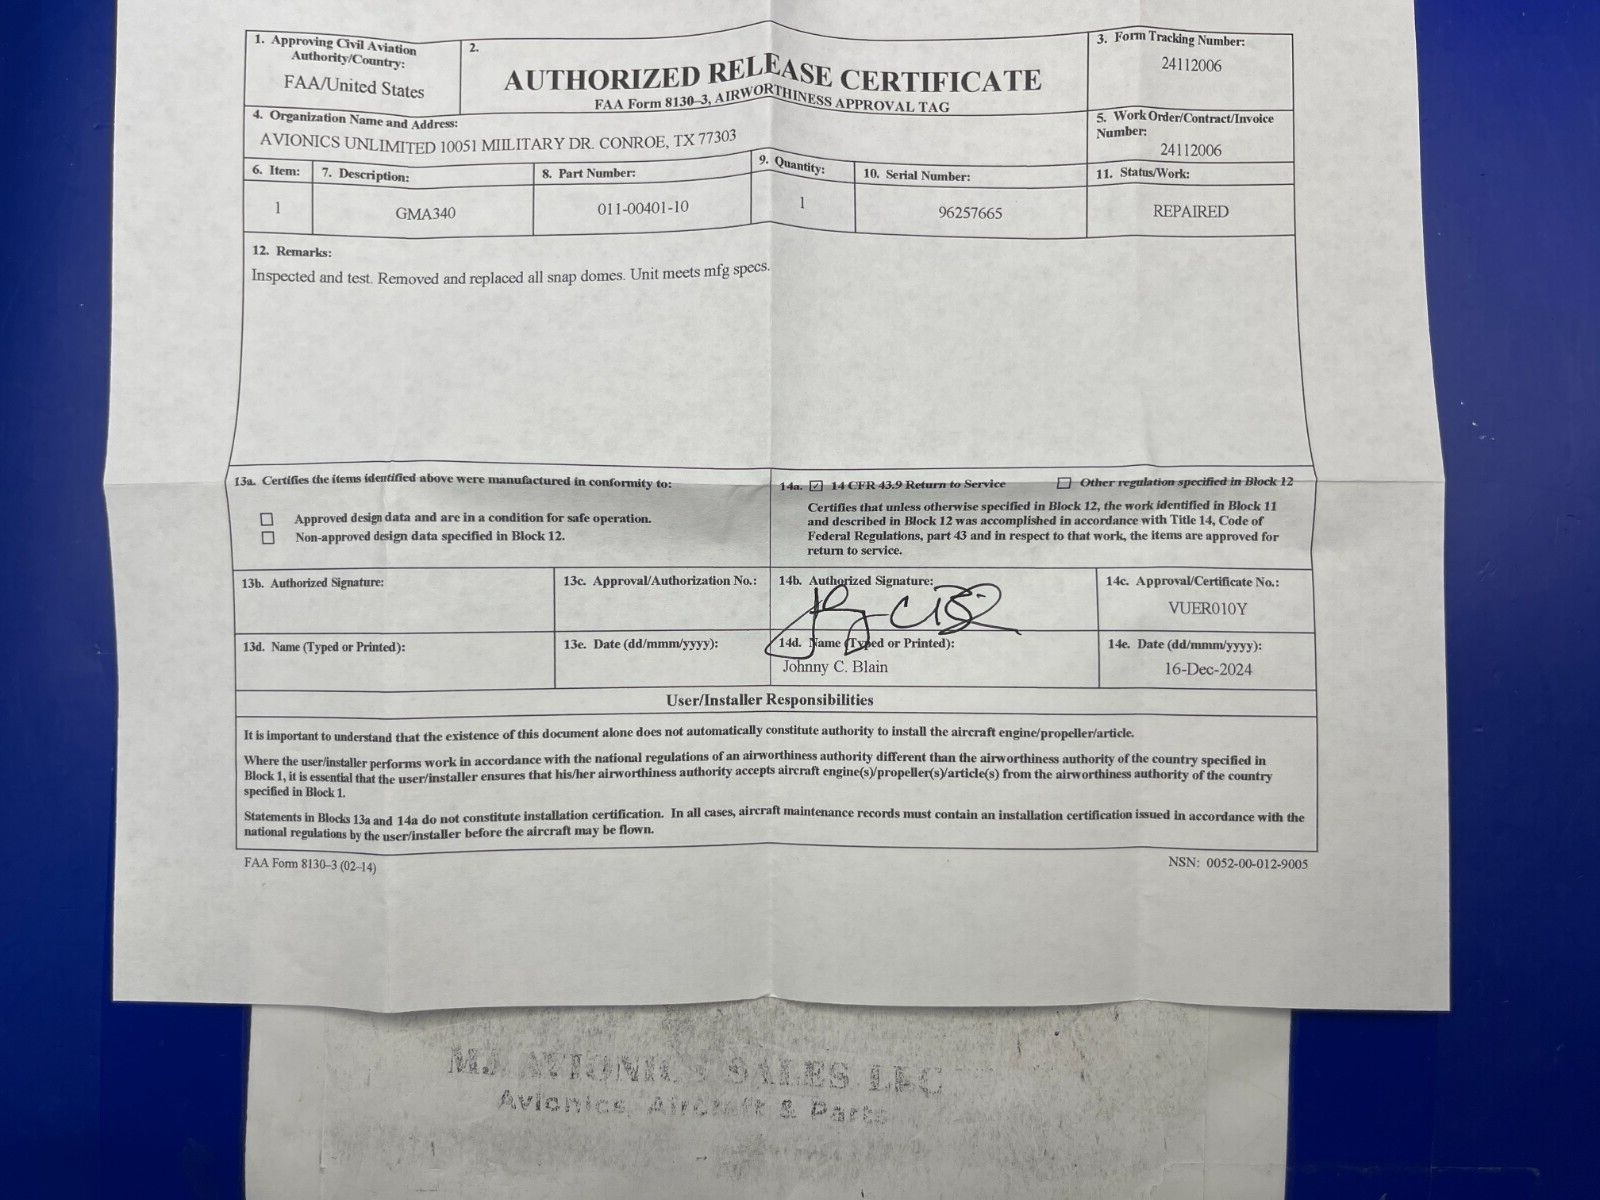 1. Approving Civil Aviation
Authority/Country:
FAA/United States
2.
AUTHORIZED RELEASE CERTIFICATE
FAA Form 8130–3, AIRWORTHINESS APPROVAL TAG
3. Form Tracking Number:
24112006
4. Organization Name and Address:
AVIONICS UNLIMITED 10051 MIILITARY DR. CONROE, TX 77303
5. Work Order/Contract/Invoice
Number:
24112006
6. Item:
7. Description:
8. Part Number:
9. Quantity:
10. Serial Number:
11. Status/Work:
1
GMA340
011-00401-10
1
96257665
REPAIRED
12. Remarks:
Inspected and test. Removed and replaced all snap domes. Unit meets mfg specs.
13a. Certifies the items identified above were manufactured in conformity to:
☐ Approved design data and are in a condition for safe operation.
☐ Non-approved design data specified in Block 12.
14a. ☑ 14 CFR 43.9 Return to Service ☐ Other regulation specified in Block 12
Certifies that unless otherwise specified in Block 12, the work identified in Block 11
and described in Block 12 was accomplished in accordance with Title 14, Code of
Federal Regulations, part 43 and in respect to that work, the items are approved for
return to service.
13b. Authorized Signature:
13c. Approval/Authorization No.:
14b. Authorized Signature:
14c. Approval/Certificate No.:
VUER010Y
13d. Name (Typed or Printed):
13e. Date (dd/mmm/yyyy):
14d. Name (Typed or Printed):
Johnny C. Blain
14e. Date (dd/mmm/yyyy):
16-Dec-2024
User/Installer Responsibilities
It is important to understand that the existence of this document alone does not automatically constitute authority to install the aircraft engine/propeller/article.
Where the user/installer performs work in accordance with the national regulations of an airworthiness authority different than the airworthiness authority of the country specified in
Block 1, it is essential that the user/installer ensures that his/her airworthiness authority accepts aircraft engine(s)/propeller(s)/article(s) from the airworthiness authority of the country
specified in Block 1.
Statements in Blocks 13a and 14a do not constitute installation certification. In all cases, aircraft maintenance records must contain an installation certification issued in accordance with the
national regulations by the user/installer before the aircraft may be flown.
FAA Form 8130–3 (02-14)
NSN: 0052-00-012-9005
MJ AVIONICS SALES LLC
Avionics, Aircraft & Parts